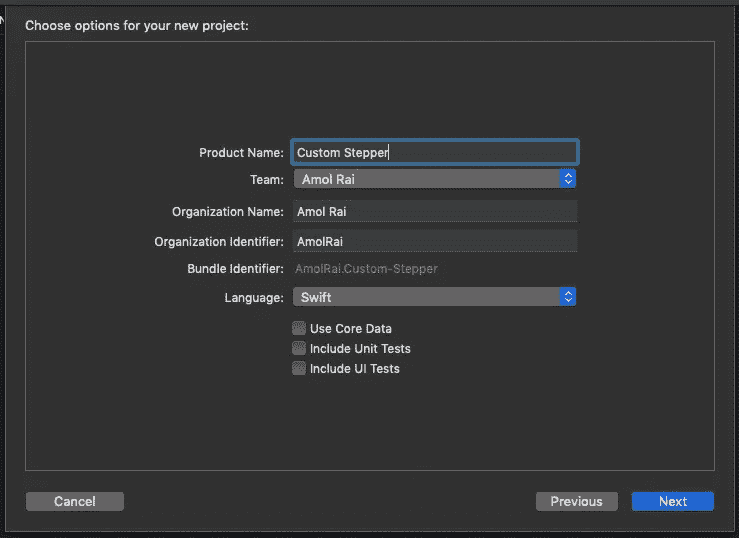 Choose options for your new project:
Product Name: Custom Stepper
Team: Amol Rai
Organization Name: Amol Rai
Organization Identifier: AmolRai
Bundle Identifier: AmolRai.Custom-Stepper
Language: Swift
Use Core Data
Include Unit Tests
Include UI Tests
Cancel Previous Next